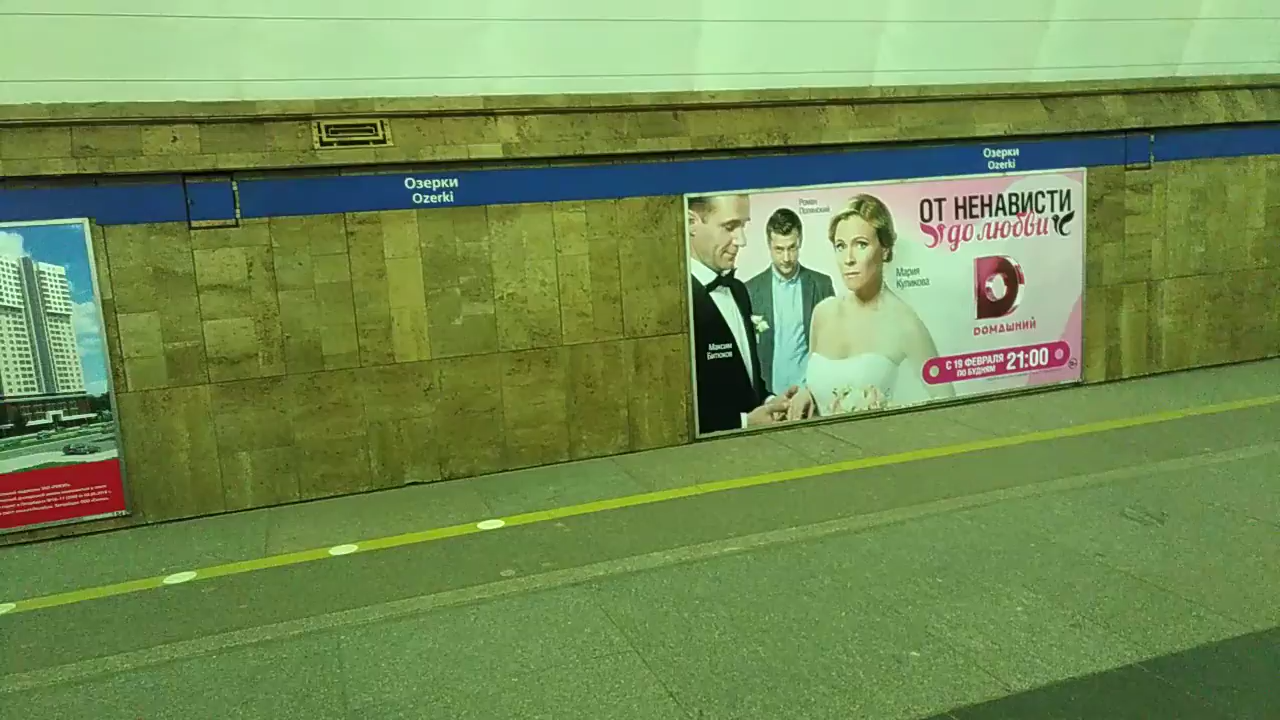 Озерки
Ozerki
Озерки
Ozerki
Роман
Полянский
Мария
Куликова
Максим
Битюков
ОТ НЕНАВИСТИ
до любви
DОМАШНИЙ
С 19 ФЕВРАЛЯ
ПО БУДНЯМ
21:00